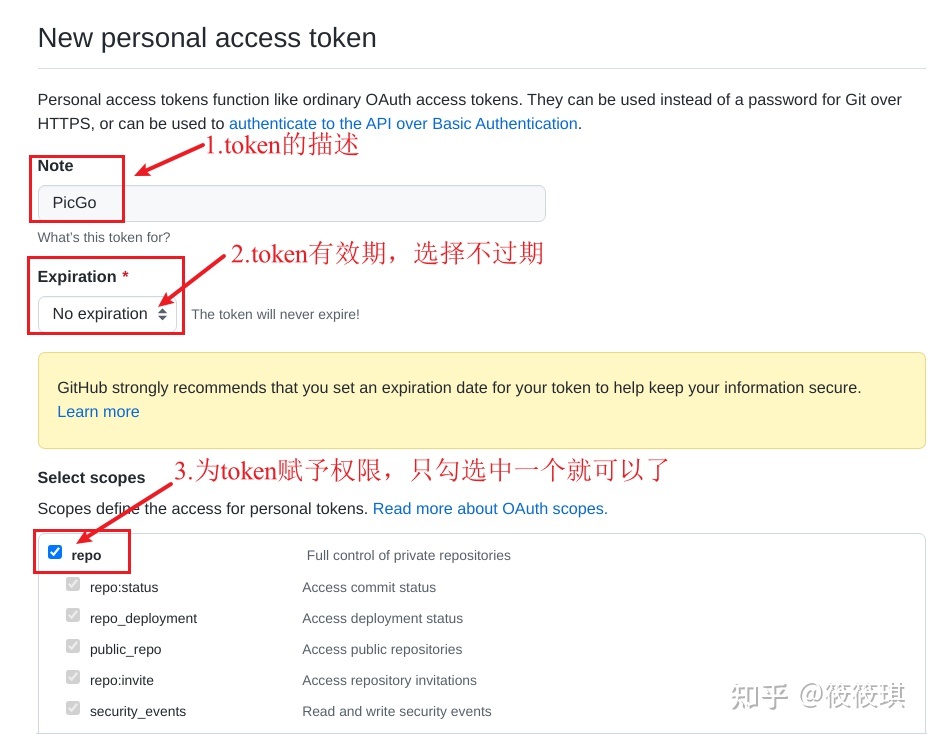 New personal access token
Personal access tokens function like ordinary OAuth access tokens. They can be used instead of a password for Git over
HTTPS, or can be used to authenticate to the API over Basic Authentication.
1.token的描述
Note
PicGo
What's this token for?
2.token有效期，选择不过期
Expiration *
No expiration
The token will never expire!
GitHub strongly recommends that you set an expiration date for your token to help keep your information secure.
Learn more
3.为token赋予权限，只勾选中一个就可以了
Select scopes
Scopes define the access for personal tokens. Read more about OAuth scopes.
repo Full control of private repositories
repo:status Access commit status
repo_deployment Access deployment status
public_repo Access public repositories
repo:invite Access repository invitations
security_events Read and write security events
知乎 @筱筱琪